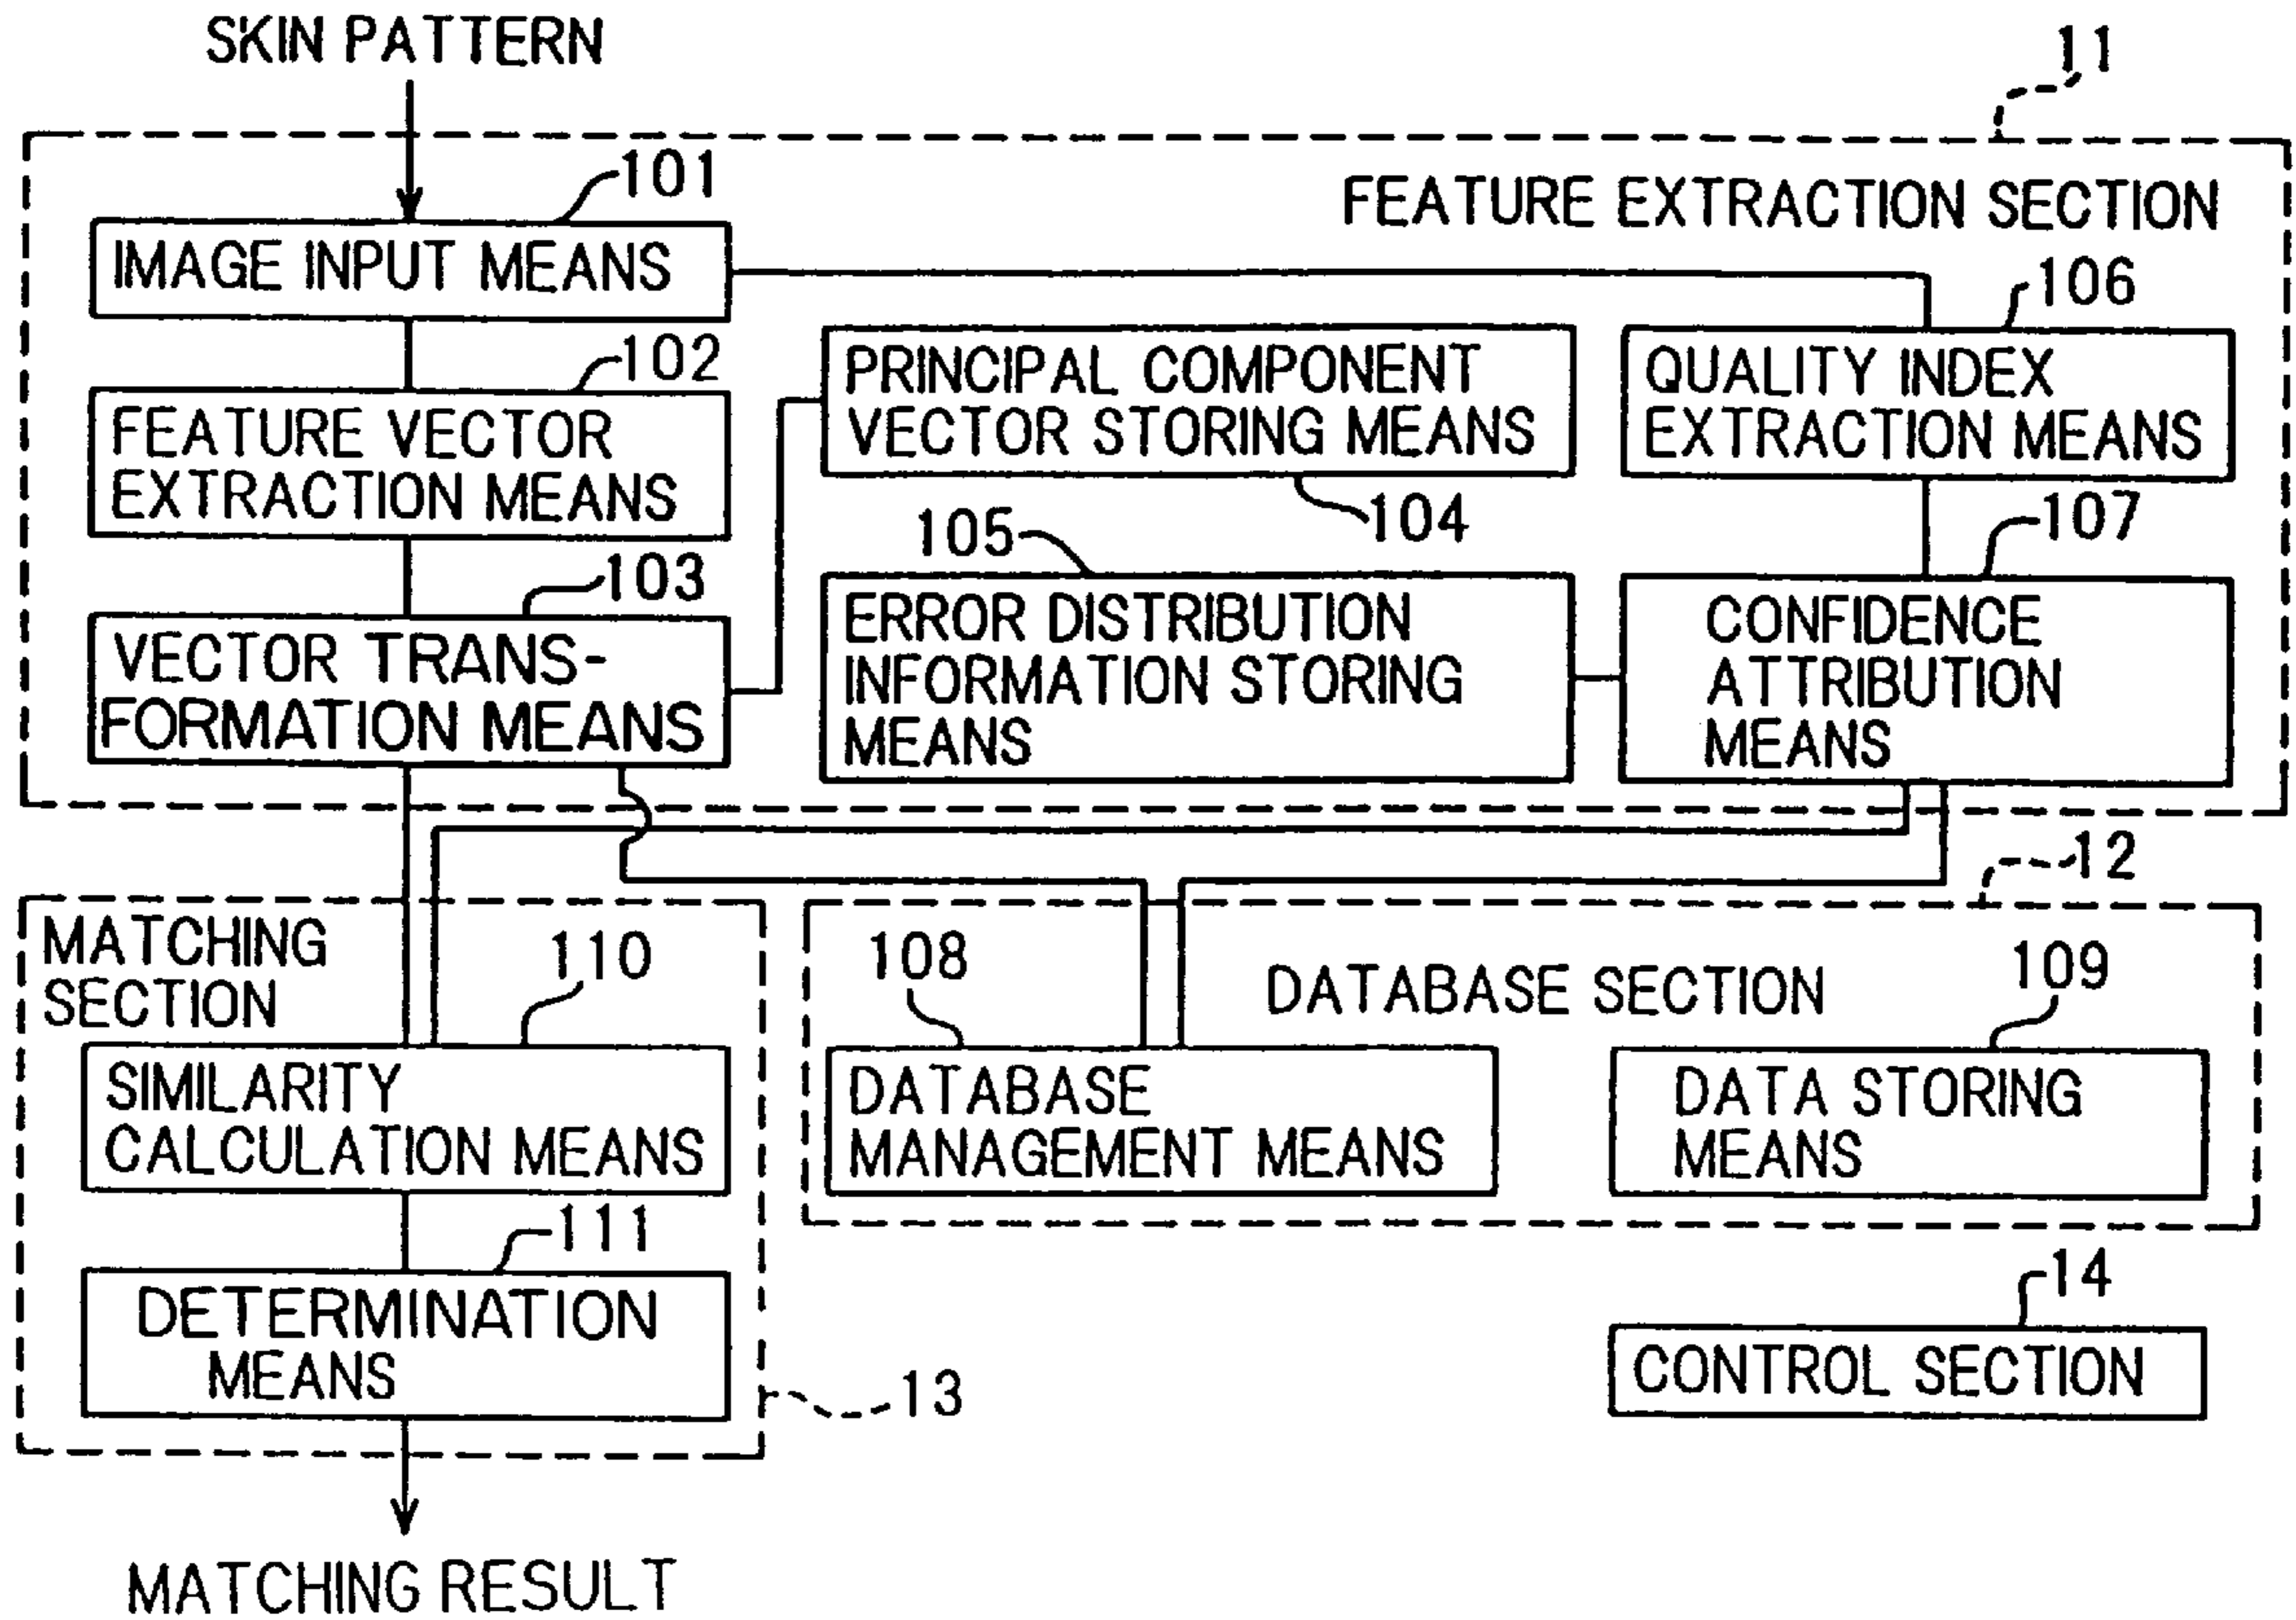 SKIN PATTERN
11
101
FEATURE EXTRACTION SECTION
IMAGE INPUT MEANS
106
102
PRINCIPAL COMPONENT
VECTOR STORING MEANS
QUALITY INDEX
EXTRACTION MEANS
FEATURE VECTOR
EXTRACTION MEANS
104
107
105
103
ERROR DISTRIBUTION
INFORMATION STORING
MEANS
CONFIDENCE
ATTRIBUTION
MEANS
VECTOR TRANS-
FORMATION MEANS
12
MATCHING
SECTION
110
108
DATABASE SECTION
109
SIMILARITY
CALCULATION MEANS
DATABASE
MANAGEMENT MEANS
DATA STORING
MEANS
111
14
DETERMINATION
MEANS
13
CONTROL SECTION
MATCHING RESULT